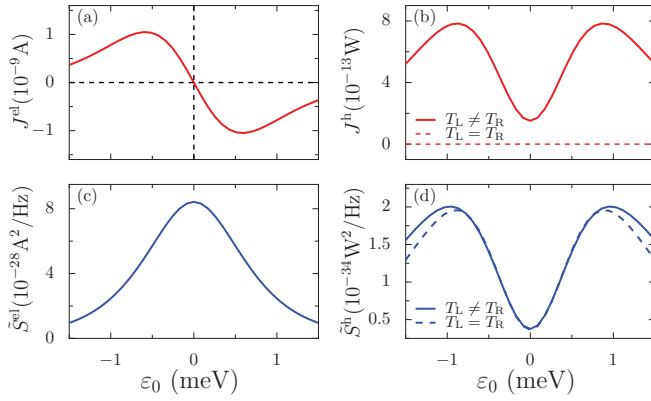 (a)
J^el(10^-9A)
1
0
−1
(b)
J^h(10^-13W)
8
4
0
T_L ≠ T_R
T_L = T_R
(c)
S̃^el(10^-28A^2/Hz)
8
4
0
−1
0
1
ε_0 (meV)
(d)
S̃^h(10^-34W^2/Hz)
2
1.5
1
0.5
T_L ≠ T_R
T_L = T_R
−1
0
1
ε_0 (meV)